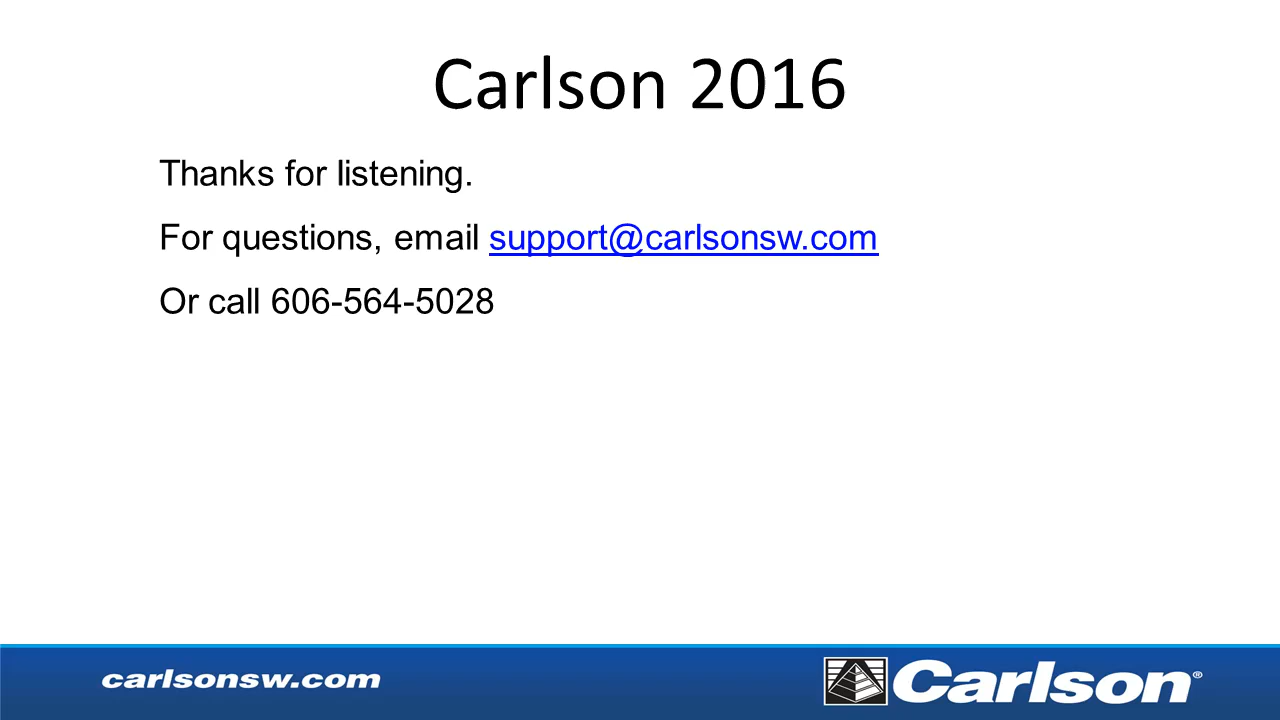 Carlson 2016
Thanks for listening.
For questions, email support@carlsonsw.com
Or call 606-564-5028
carlsonsw.com
Carlson®